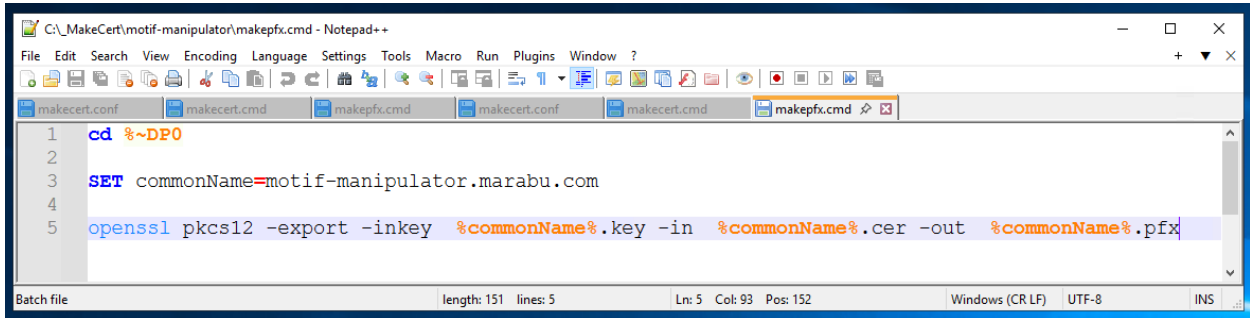 C:\_MakeCert\motif-manipulator\makepfx.cmd - Notepad++
File Edit Search View Encoding Language Settings Tools Macro Run Plugins Window ?
makecert.conf makecert.cmd makepfx.cmd makecert.conf makecert.cmd makepfx.cmd
1 cd %~DP0
2
3 SET commonName=motif-manipulator.marabu.com
4
5 openssl pkcs12 -export -inkey  %commonName%.key -in  %commonName%.cer -out  %commonName%.pfx
Batch file length: 151 lines: 5 Ln: 5 Col: 93 Pos: 152 Windows (CR LF) UTF-8 INS